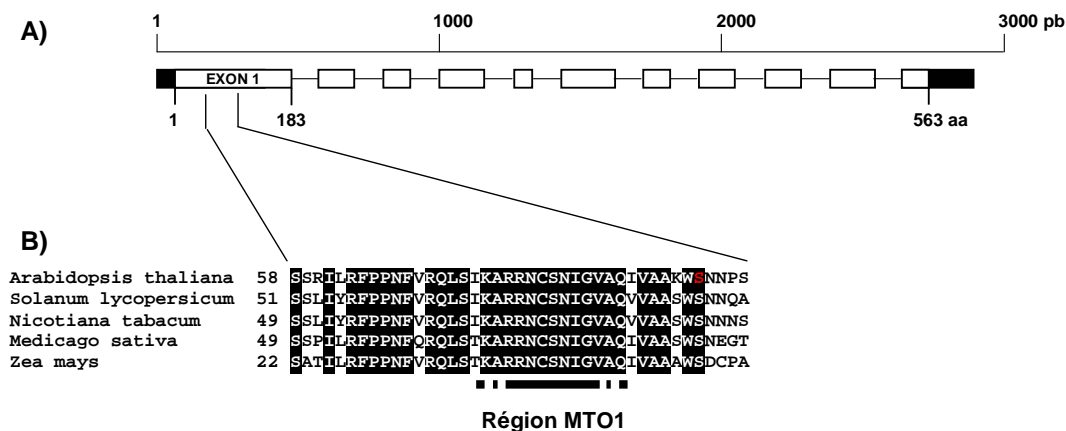 1 1000 2000 3000 pb
A)
EXON 1
1 183 563 aa
B)
Arabidopsis thaliana 58 SSRILRFPPNFVRQLSIKARRNCSNIGVAQIVAAKWSNNPS
Solanum lycopersicum 51 SSLIYRFPPNFVRQLSIKARRNCSNIGVAQVVAASWSNNQA
Nicotiana tabacum 49 SSLIYRFPPNFVRQLSIKARRNCSNIGVAQVVAASWSNNNS
Medicago sativa 49 SSPILRFPPNFQRQLSTKARRNCSNIGVAQIVAASWSNEGT
Zea mays 22 SATILRFPPNFVRQLSTKARRNCSNIGVAQIVAAAWSDCPA
Région MTO1